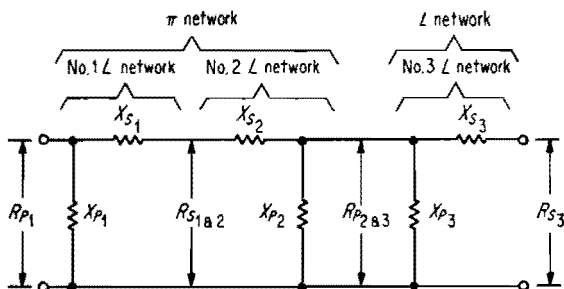 π network
L network
No.1 L network
No.2 L network
No.3 L network
XS1
XS2
XS3
RP1
XP1
RS1&2
XP2
RP2&3
XP3
RS3